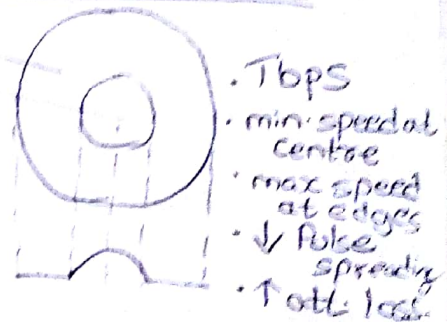 · Tbps
· min. speed at
centre
· max speed
at edges
· ↓ Pulse
spreading
· ↑ att. loss.